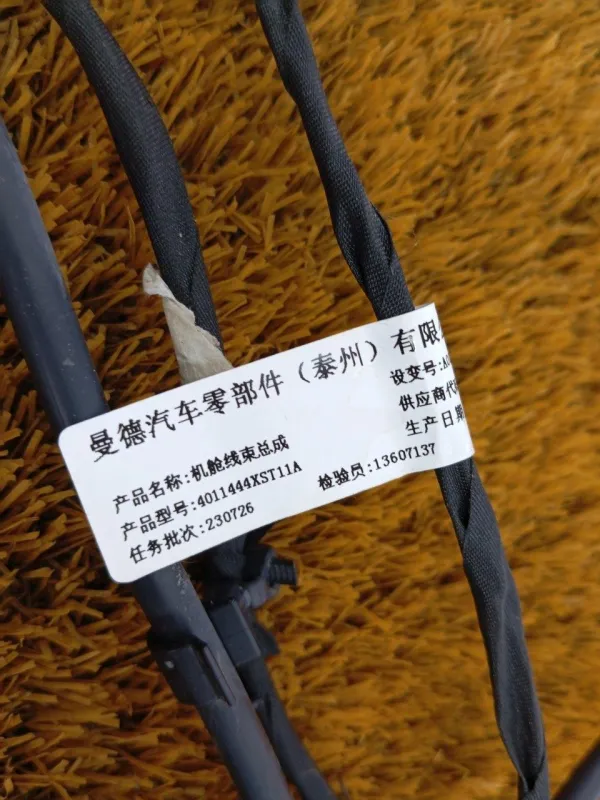 曼德汽车零部件（泰州）有限
设变号:A
产品名称:机舱线束总成
供应商代
产品型号:4011444XST11A
生产日期
任务批次:230726
检验员:13607137